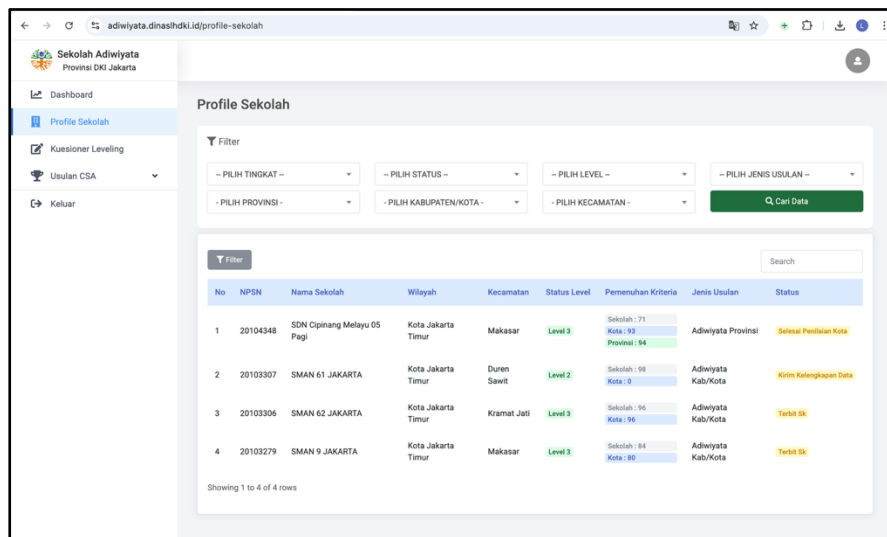 adiwiyata.dinaslhdki.id/profile-sekolah
L
Sekolah Adiwiyata
Provinsi DKI Jakarta
Dashboard
Profile Sekolah
Kuesioner Leveling
Usulan CSA
Keluar
Profile Sekolah
Filter
-- PILIH TINGKAT --
-- PILIH STATUS --
-- PILIH LEVEL --
-- PILIH JENIS USULAN --
- PILIH PROVINSI -
- PILIH KABUPATEN/KOTA -
- PILIH KECAMATAN -
Cari Data
Filter
Search
No NPSN Nama Sekolah Wilayah Kecamatan Status Level Pemenuhan Kriteria Jenis Usulan Status
1 20104348 SDN Cipinang Melayu 05 Pagi Kota Jakarta Timur Makasar Level 3 Sekolah : 71 Kota : 93 Provinsi : 94 Adiwiyata Provinsi Selesai Penilaian Kota
2 20103307 SMAN 61 JAKARTA Kota Jakarta Timur Duren Sawit Level 2 Sekolah : 98 Kota : 0 Adiwiyata Kab/Kota Kirim Kelengkapan Data
3 20103306 SMAN 62 JAKARTA Kota Jakarta Timur Kramat Jati Level 3 Sekolah : 96 Kota : 96 Adiwiyata Kab/Kota Terbit Sk
4 20103279 SMAN 9 JAKARTA Kota Jakarta Timur Makasar Level 3 Sekolah : 84 Kota : 80 Adiwiyata Kab/Kota Terbit Sk
Showing 1 to 4 of 4 rows